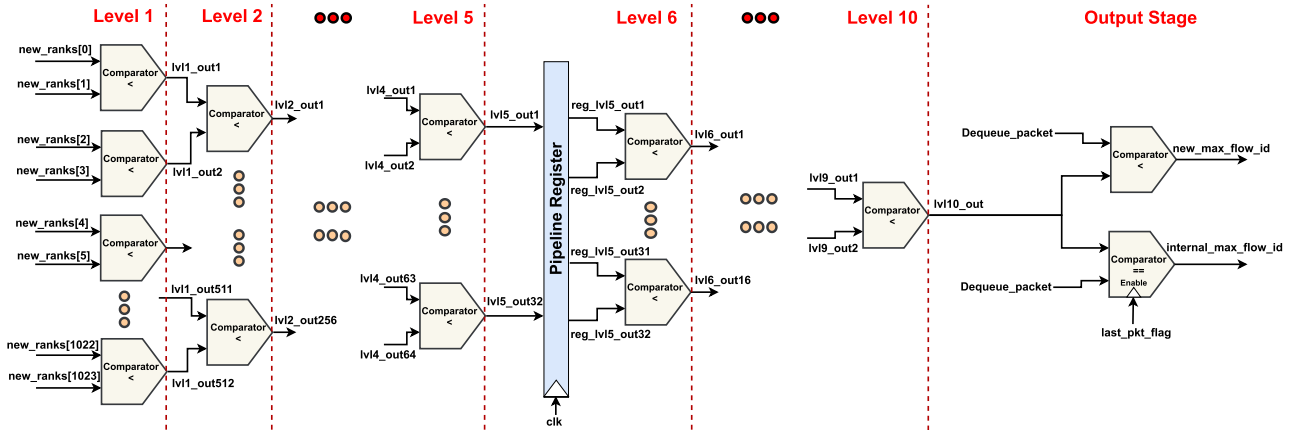 Level 1
Level 2
Level 5
Level 6
Level 10
Output Stage
new_ranks[0]
new_ranks[1]
Comparator
<
lvl1_out1
new_ranks[2]
new_ranks[3]
Comparator
<
lvl1_out2
new_ranks[4]
new_ranks[5]
Comparator
<
new_ranks[1022]
new_ranks[1023]
Comparator
<
lvl1_out511
lvl1_out512
Comparator
<
lvl2_out1
Comparator
<
lvl2_out256
lvl4_out1
lvl4_out2
Comparator
<
lvl5_out1
lvl4_out63
lvl4_out64
Comparator
<
lvl5_out32
Pipeline Register
clk
reg_lvl5_out1
reg_lvl5_out2
Comparator
<
lvl6_out1
reg_lvl5_out31
reg_lvl5_out32
Comparator
<
lvl6_out16
lvl9_out1
lvl9_out2
Comparator
<
lvl10_out
Dequeue_packet
Comparator
<
new_max_flow_id
Dequeue_packet
Comparator
==
Enable
internal_max_flow_id
last_pkt_flag